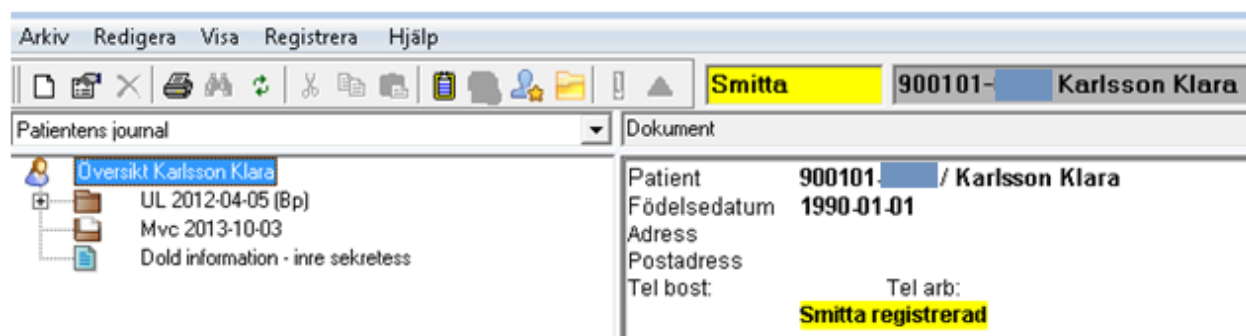 Arkiv Redigera Visa Registrera Hjälp
Smitta 900101- Karlsson Klara
Patientens journal
Dokument
Översikt Karlsson Klara
UL 2012-04-05 (Bp)
Mvc 2013-10-03
Dold information - inre sekretess
Patient 900101- / Karlsson Klara
Födelsedatum 1990-01-01
Adress
Postadress
Tel bost: Tel arb:
Smitta registrerad